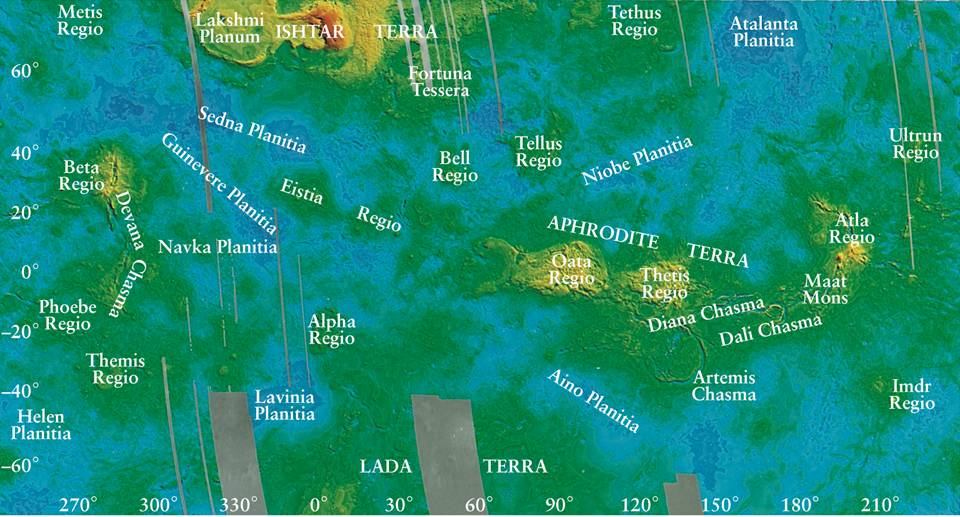 Metis
Regio
Lakshmi
Planum
ISHTAR TERRA
Tethus
Regio
Atalanta
Planitia
60°
Fortuna
Tessera
Sedna Planitia
Guinevere Planitia
40°
Beta
Regio
Bell
Regio
Tellus
Regio
Niobe Planitia
Ultrun
Regio
Eistia Regio
20°
Devana Chasma
Navka Planitia
APHRODITE TERRA
Atla
Regio
0°
Oata
Regio
Thetis
Regio
Maat
Mons
Phoebe
Regio
-20°
Alpha
Regio
Diana Chasma
Dali Chasma
Themis
Regio
-40°
Lavinia
Planitia
Aino Planitia
Artemis
Chasma
Imdr
Regio
Helen
Planitia
-60°
LADA TERRA
270° 300° 330° 0° 30° 60° 90° 120° 150° 180° 210°